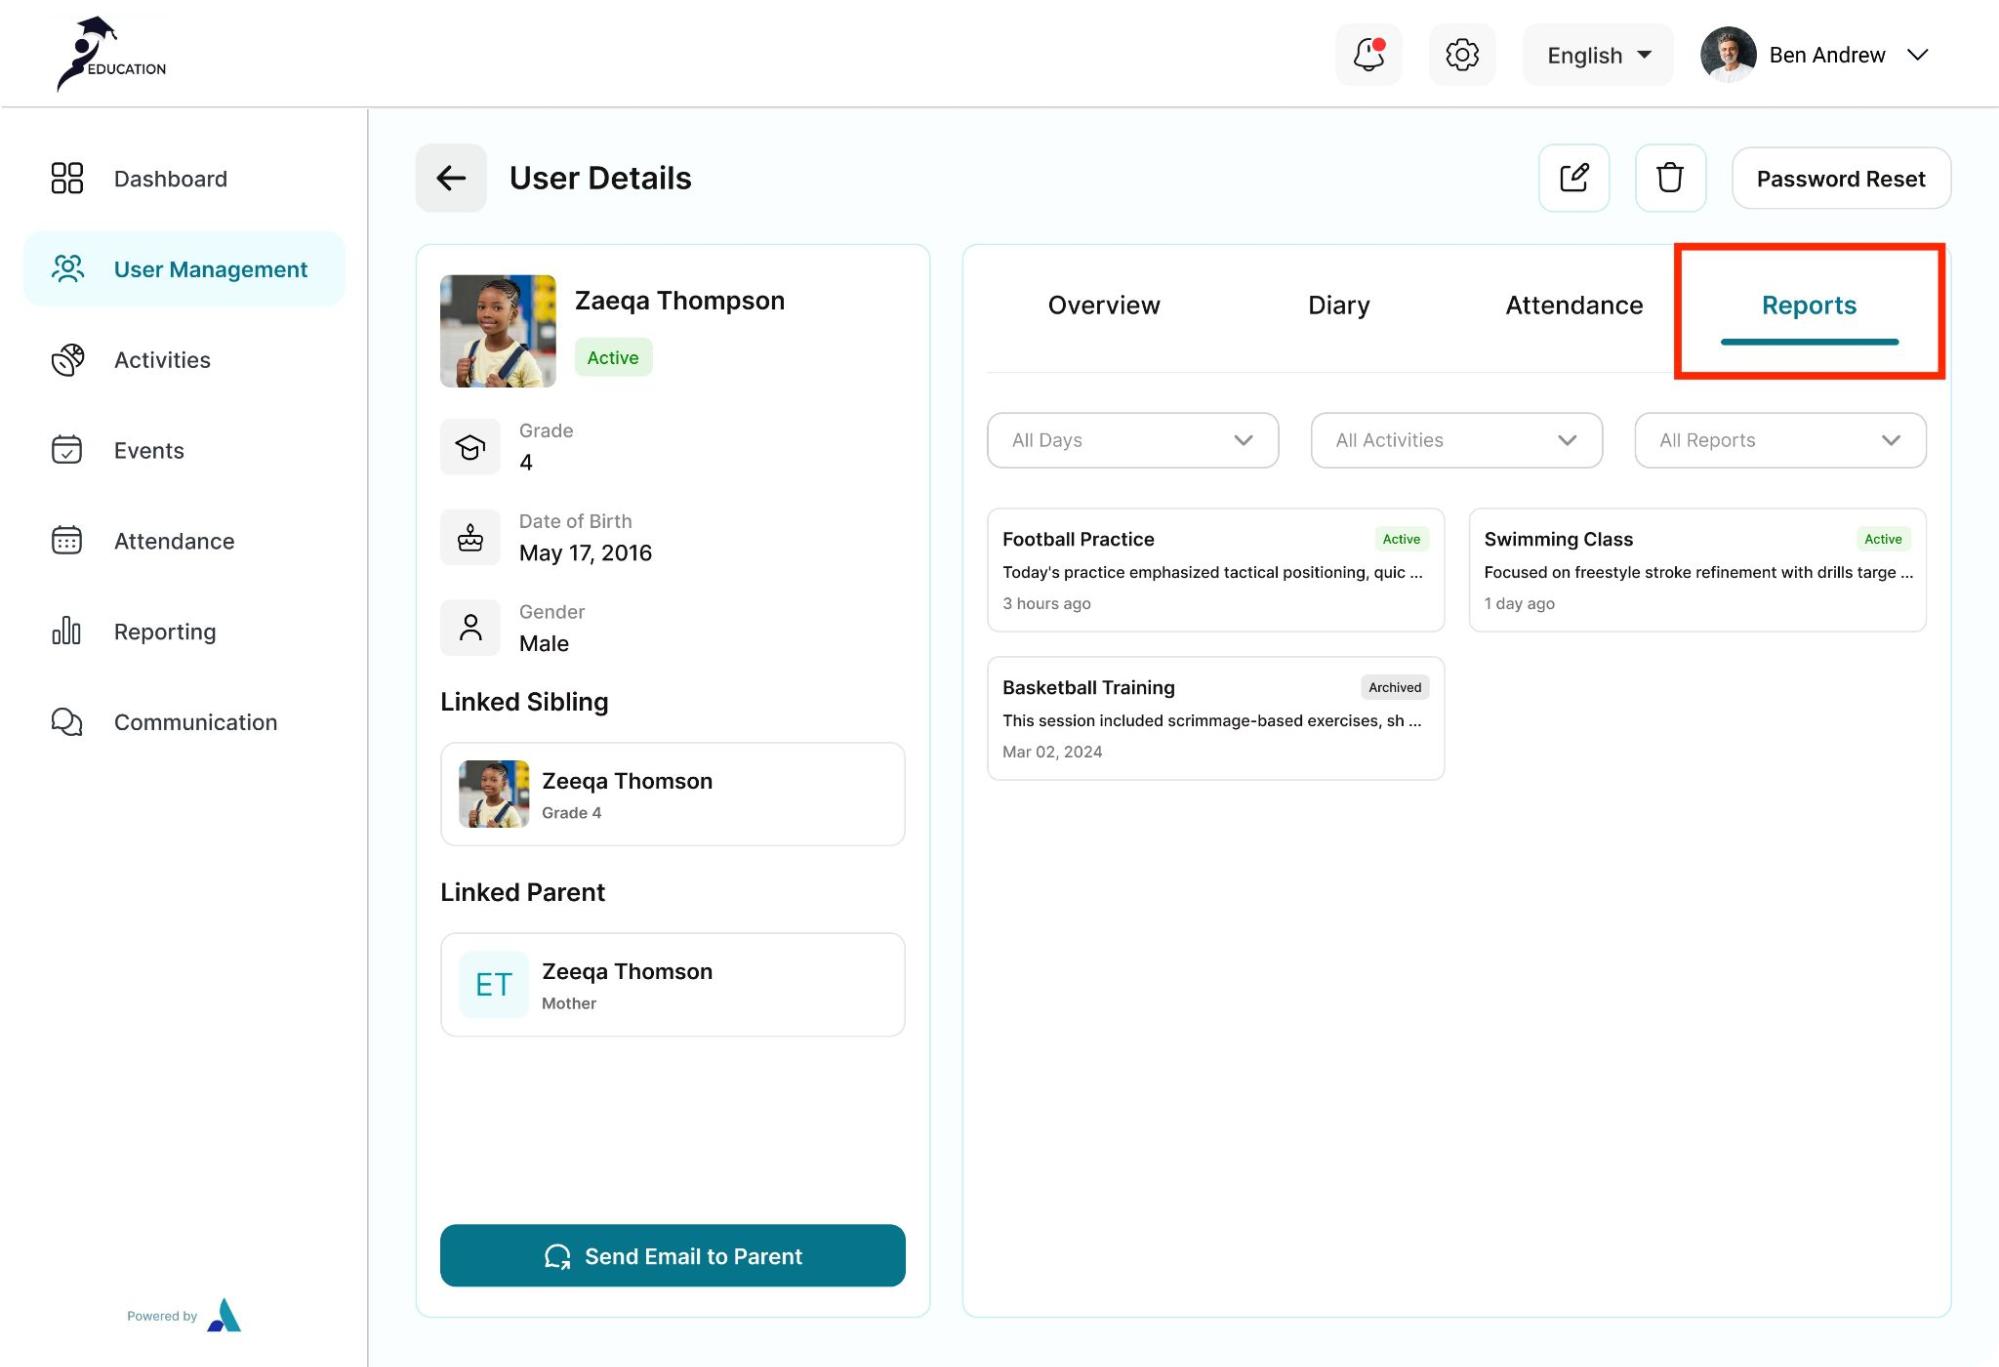 EDUCATION
English
Ben Andrew
Dashboard
User Management
Activities
Events
Attendance
Reporting
Communication
Powered by
User Details
Password Reset
Zaeqa Thompson
Active
Grade
4
Date of Birth
May 17, 2016
Gender
Male
Linked Sibling
Zeeqa Thomson
Grade 4
Linked Parent
ET
Zeeqa Thomson
Mother
Send Email to Parent
Overview
Diary
Attendance
Reports
All Days
All Activities
All Reports
Football Practice
Active
Today's practice emphasized tactical positioning, quic ...
3 hours ago
Swimming Class
Active
Focused on freestyle stroke refinement with drills targe ...
1 day ago
Basketball Training
Archived
This session included scrimmage-based exercises, sh ...
Mar 02, 2024